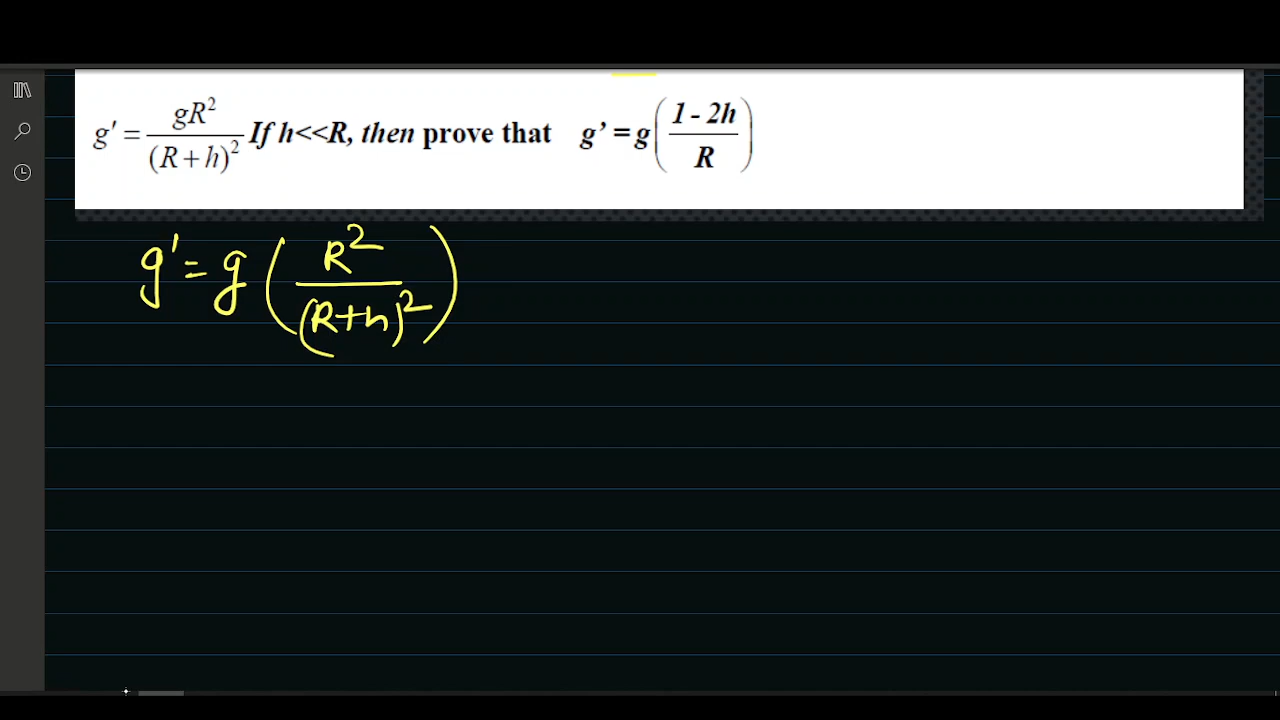 g′ = gR² / (R + h)² If h<<R, then prove that g’ = g ( 1 - 2h / R )
g' = g ( R² / (R+h)² )